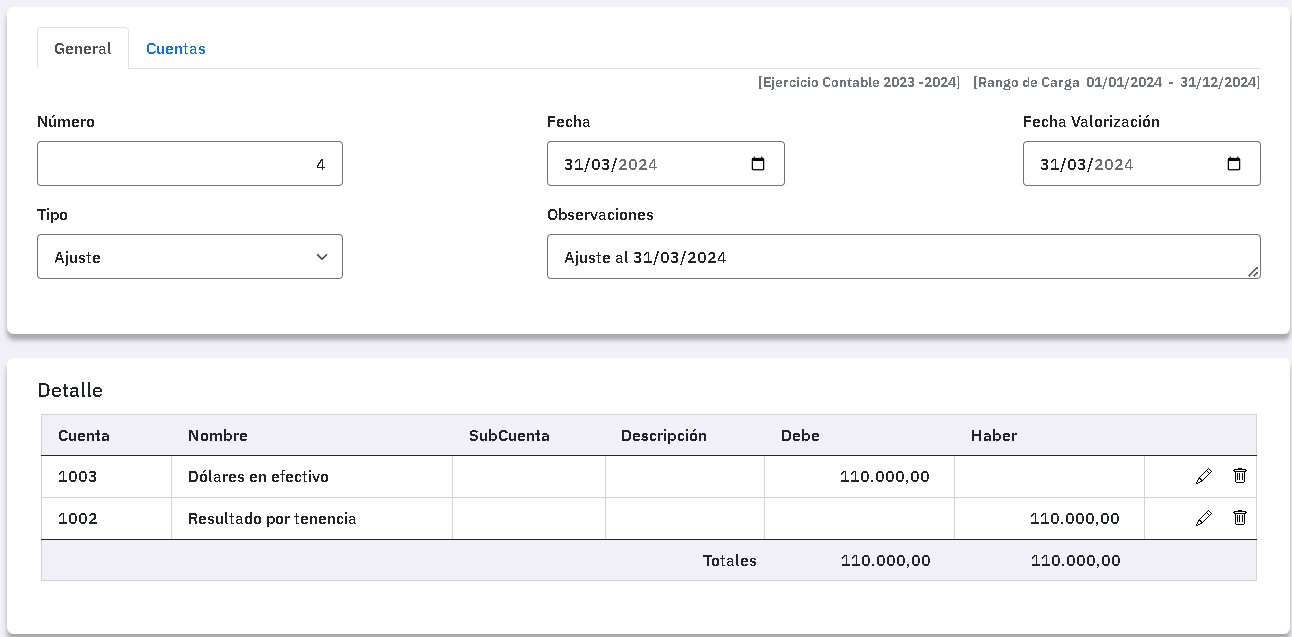 General Cuentas
[Ejercicio Contable 2023 -2024] [Rango de Carga 01/01/2024 - 31/12/2024]
Número Fecha Fecha Valorización
4 31/03/2024 31/03/2024
Tipo Observaciones
Ajuste Ajuste al 31/03/2024
Detalle
Cuenta Nombre SubCuenta Descripción Debe Haber
1003 Dólares en efectivo 110.000,00
1002 Resultado por tenencia 110.000,00
Totales 110.000,00 110.000,00